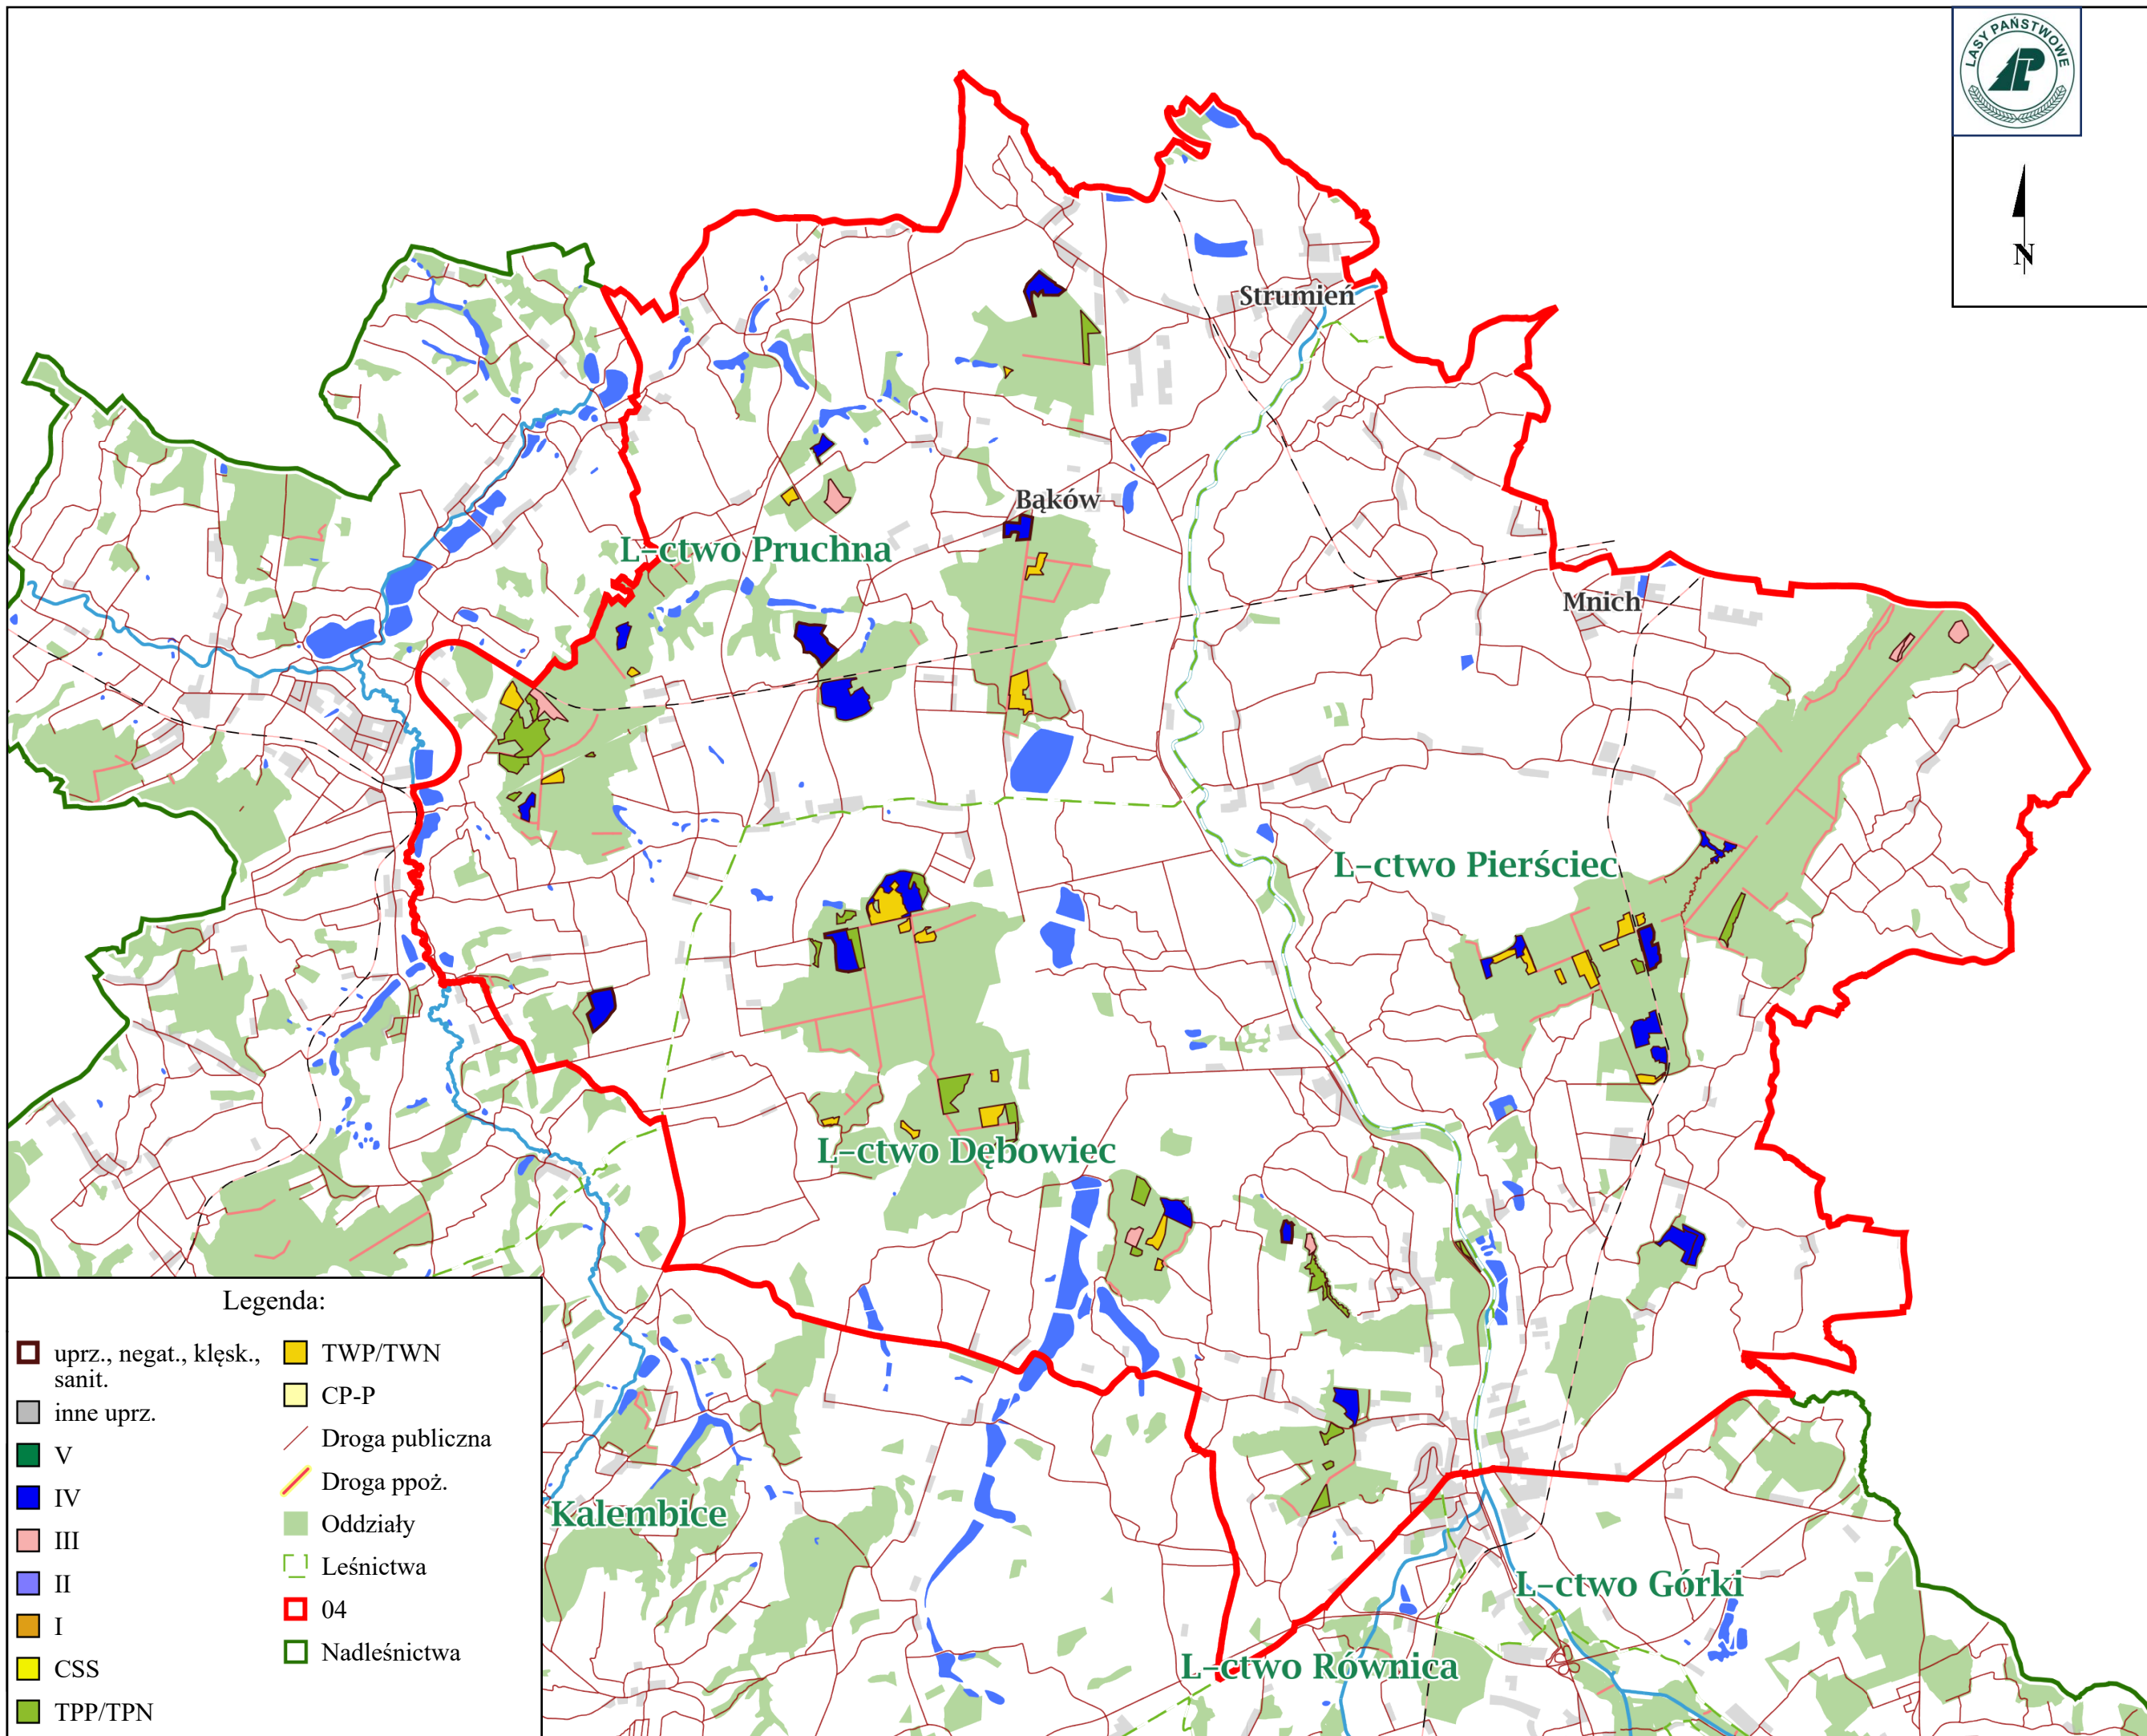 LASY PAŃSTWOWE
LP
N
Strumień
Bąków
L-ctwo Pruchna
Mnich
L-ctwo Pierściec
L-ctwo Dębowiec
Kalembice
L-ctwo Górki
L-ctwo Równica
Legenda:
uprz., negat., klęsk.,
sanit.
inne uprz.
V
IV
III
II
I
CSS
TPP/TPN
TWP/TWN
CP-P
Droga publiczna
Droga ppoż.
Oddziały
Leśnictwa
04
Nadleśnictwa